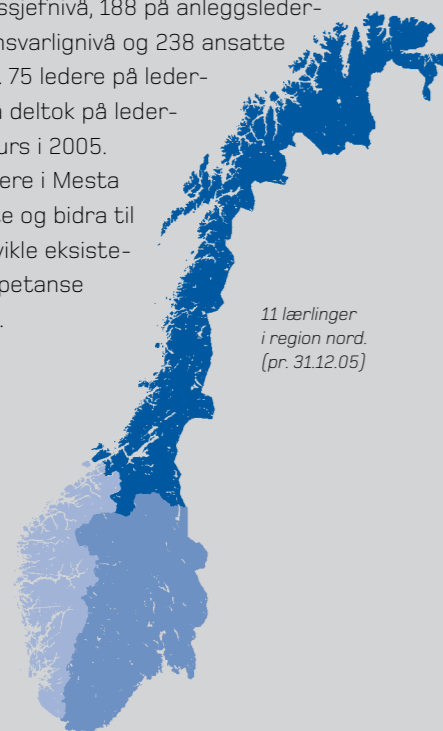 ssjefnivå, 188 på anleggsleder-
nsvarlignivå og 238 ansatte
. 75 ledere på leder-
deltok på leder-
urs i 2005.
ere i Mesta
e og bidra til
vikle eksiste-
petanse
11 lærlinger
i region nord.
(pr. 31.12.05)